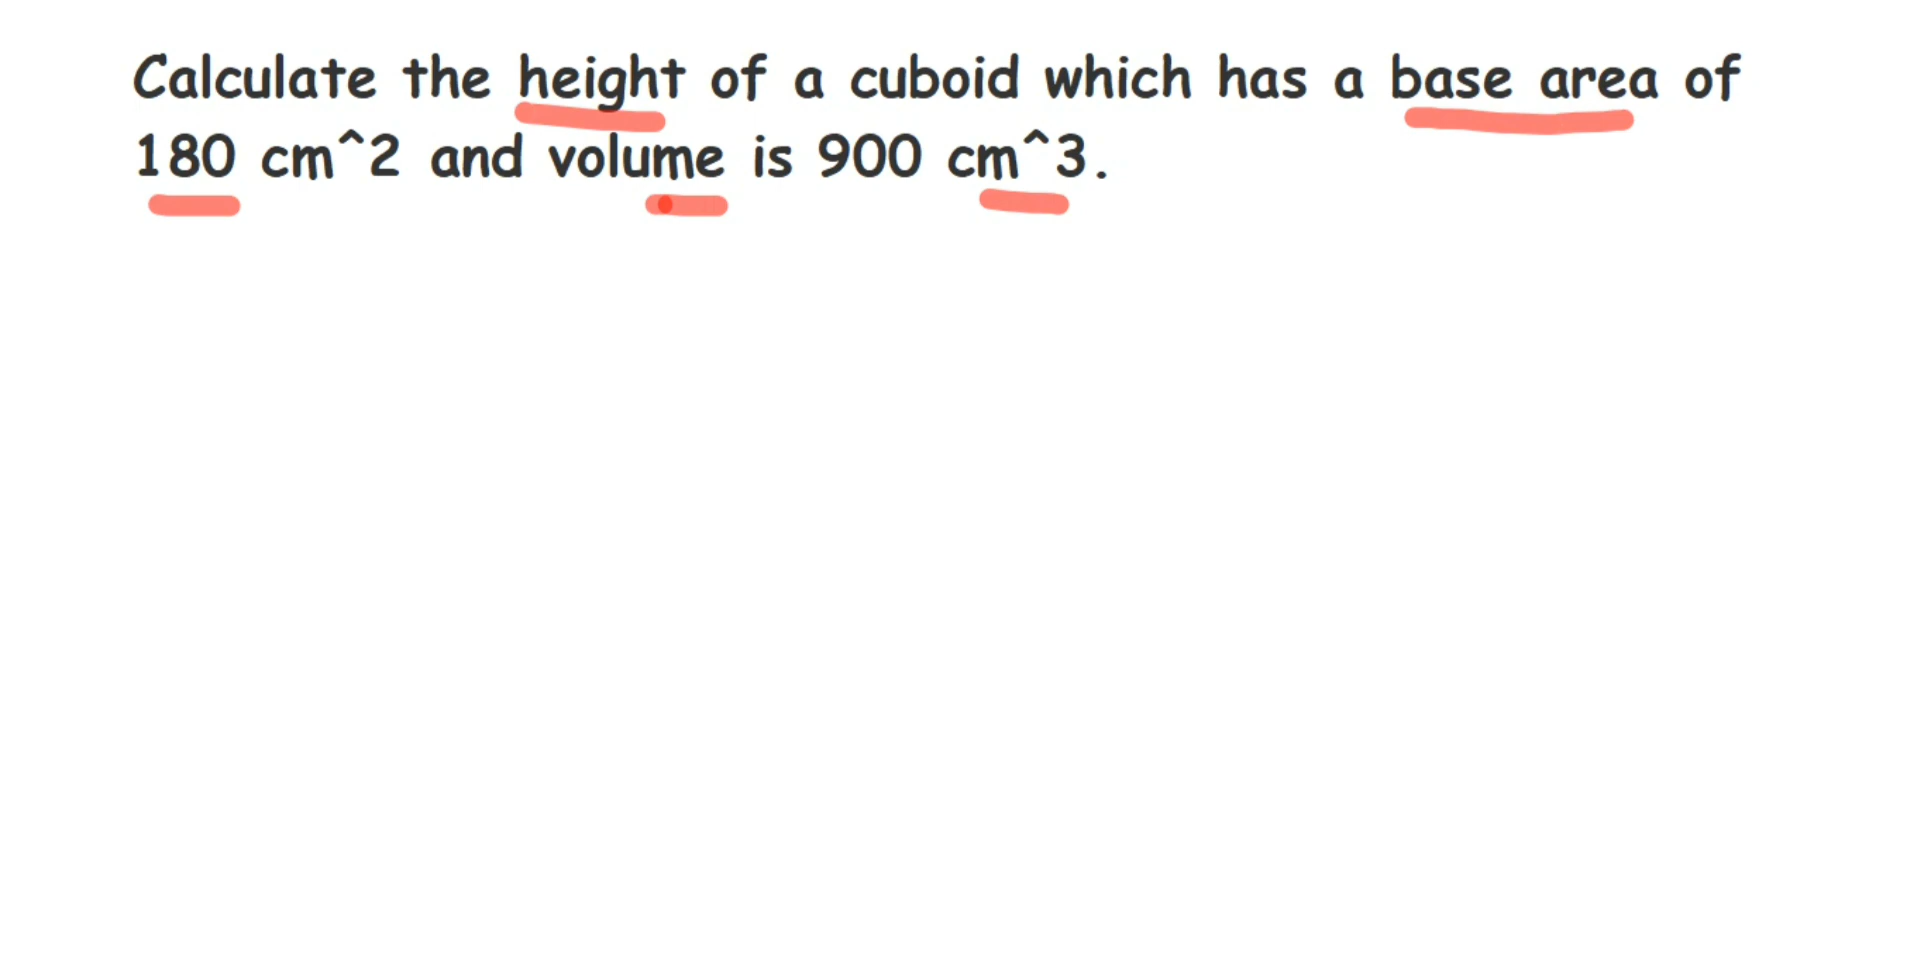 Calculate the height of a cuboid which has a base area of
180 cm^2 and volume is 900 cm^3.